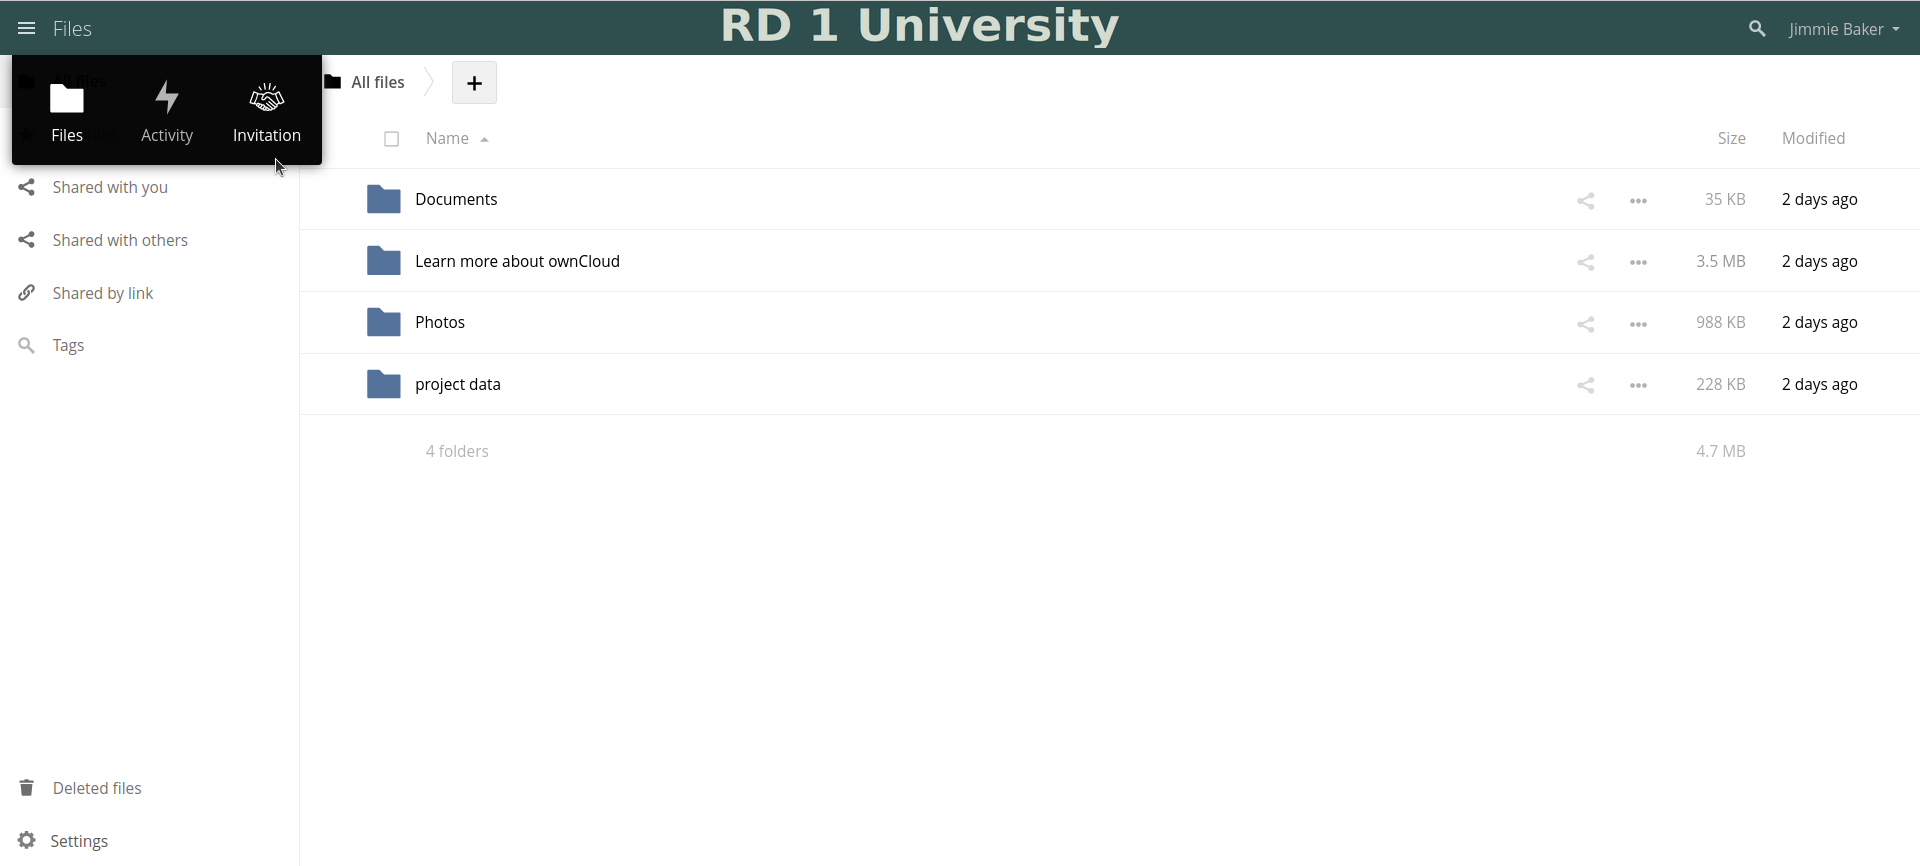 Files
RD 1 University
Jimmie Baker
All files
Files
Activity
Invitation
All files
+
Name
Size
Modified
Shared with you
Shared with others
Shared by link
Tags
Documents
35 KB
2 days ago
Learn more about ownCloud
3.5 MB
2 days ago
Photos
988 KB
2 days ago
project data
228 KB
2 days ago
4 folders
4.7 MB
Deleted files
Settings